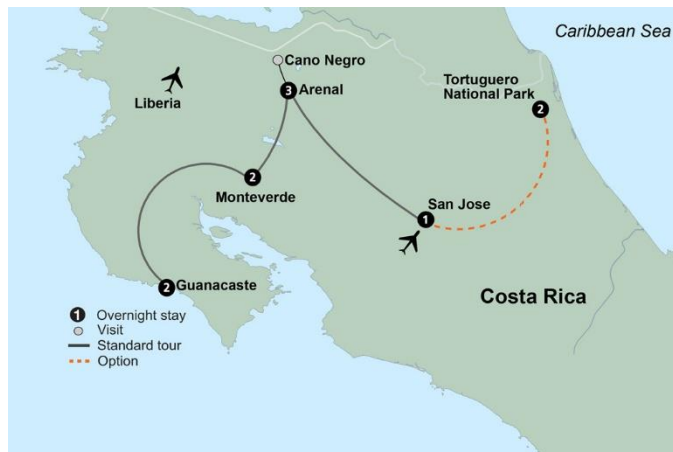 Caribbean Sea
Cano Negro
Tortuguero
National Park
3 Arenal
Liberia
2
2
Monteverde
San Jose
1
2 Guanacaste
Costa Rica
1 Overnight stay
Visit
Standard tour
Option